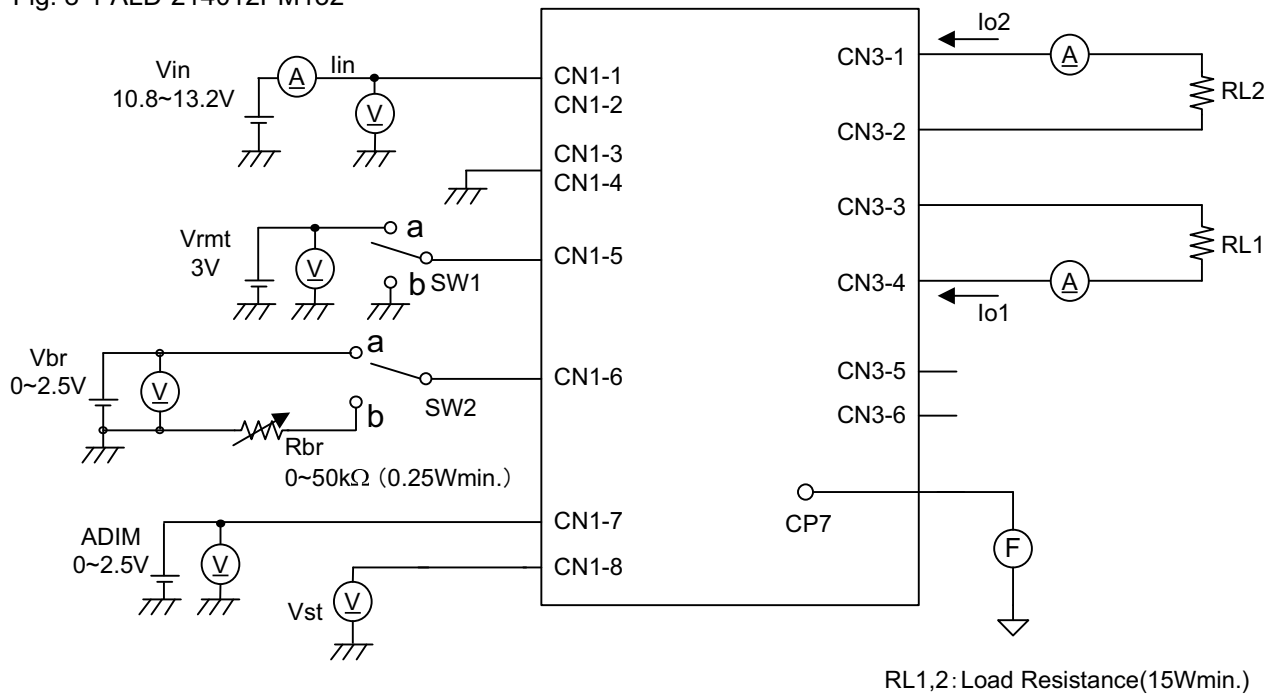 Io2
Vin
10.8~13.2V
A
Iin
V
CN1-1
CN1-2
CN1-3
CN1-4
CN3-1
A
RL2
CN3-2
Vrmt
3V
V
a
b
SW1
CN1-5
CN3-3
RL1
CN3-4
A
Io1
Vbr
0~2.5V
V
a
b
SW2
CN1-6
Rbr
0~50kΩ (0.25Wmin.)
CN3-5
CN3-6
ADIM
0~2.5V
V
CN1-7
CN1-8
Vst
V
CP7
F
RL1,2:Load Resistance(15Wmin.)